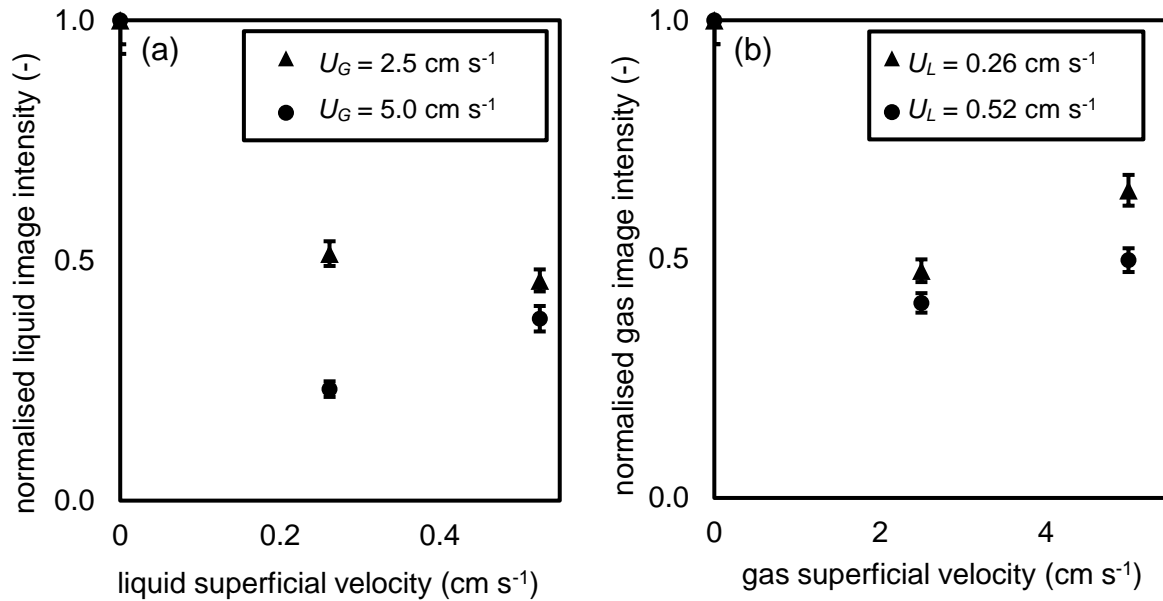 (a)
U_G = 2.5 cm s⁻¹
U_G = 5.0 cm s⁻¹
normalised liquid image intensity (-)
1.0
0.5
0.0
0
0.2
0.4
liquid superficial velocity (cm s⁻¹)
(b)
U_L = 0.26 cm s⁻¹
U_L = 0.52 cm s⁻¹
normalised gas image intensity (-)
1.0
0.5
0.0
0
2
4
gas superficial velocity (cm s⁻¹)